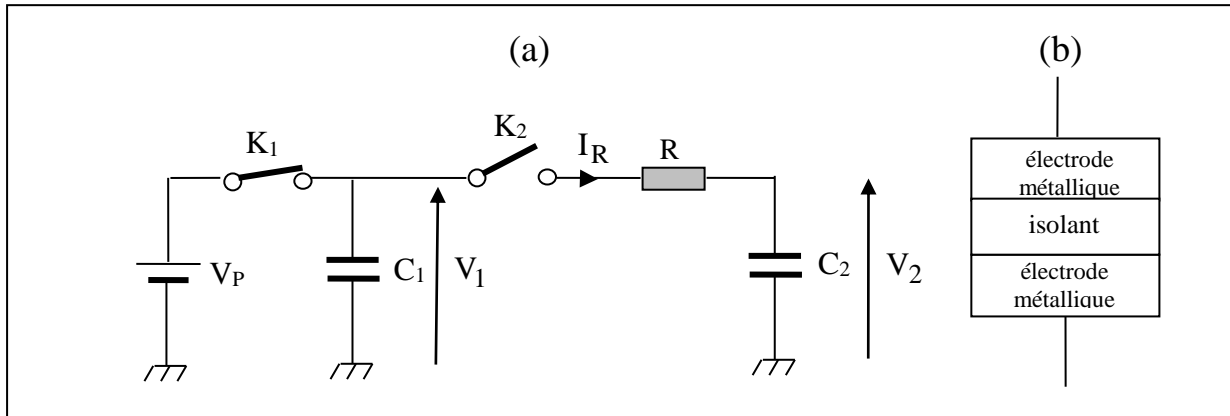 (a)
(b)
K1
K2
IR
R
VP
C1
V1
C2
V2
électrode
métallique
isolant
électrode
métallique